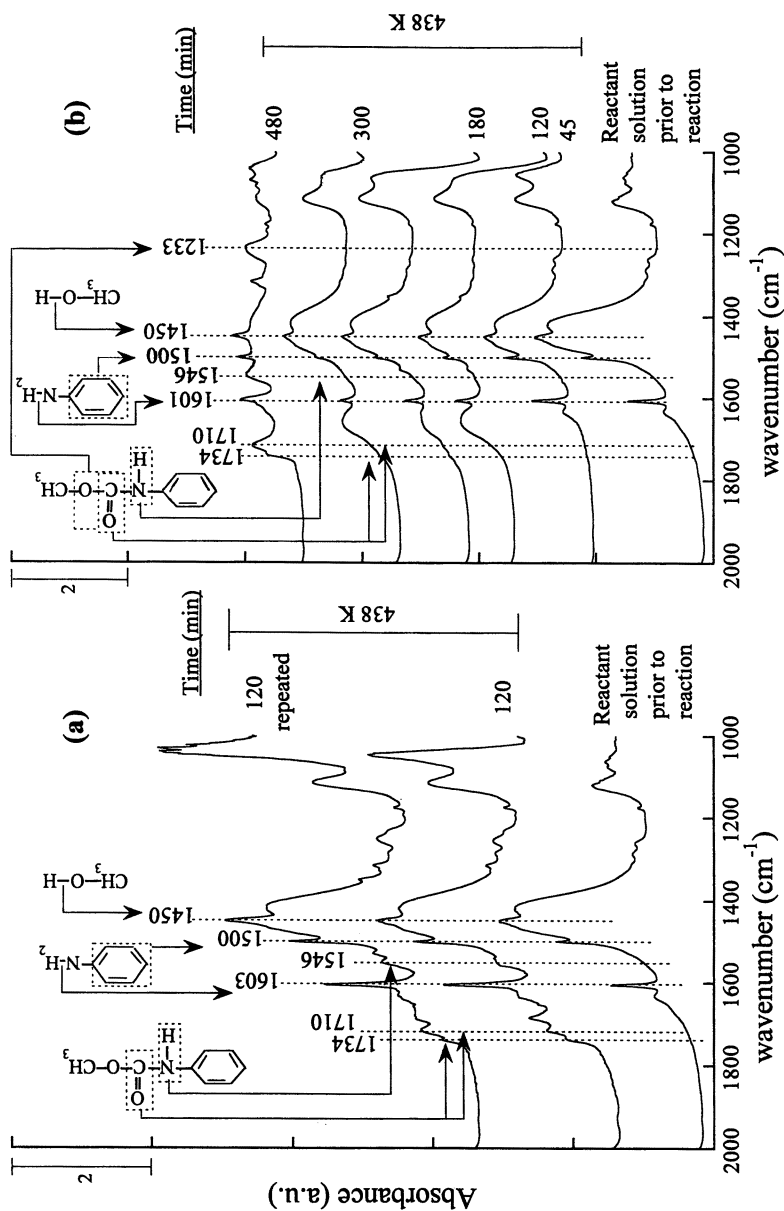 (a)
2
Absorbance (a.u.)
CH3
O
O=C
N-H
N-H2
H-O-CH3
1734
1710
1603
1546
1500
1450
Time (min)
120
repeated
120
438 K
Reactant
solution
prior to
reaction
2000 1800 1600 1400 1200 1000
wavenumber (cm-1)
(b)
2
OCH3
O=C
N-H
N-H2
H-O-CH3
1734
1710
1601
1546
1500
1450
1233
Time (min)
480
300
180
120
45
438 K
Reactant
solution
prior to
reaction
2000 1800 1600 1400 1200 1000
wavenumber (cm-1)